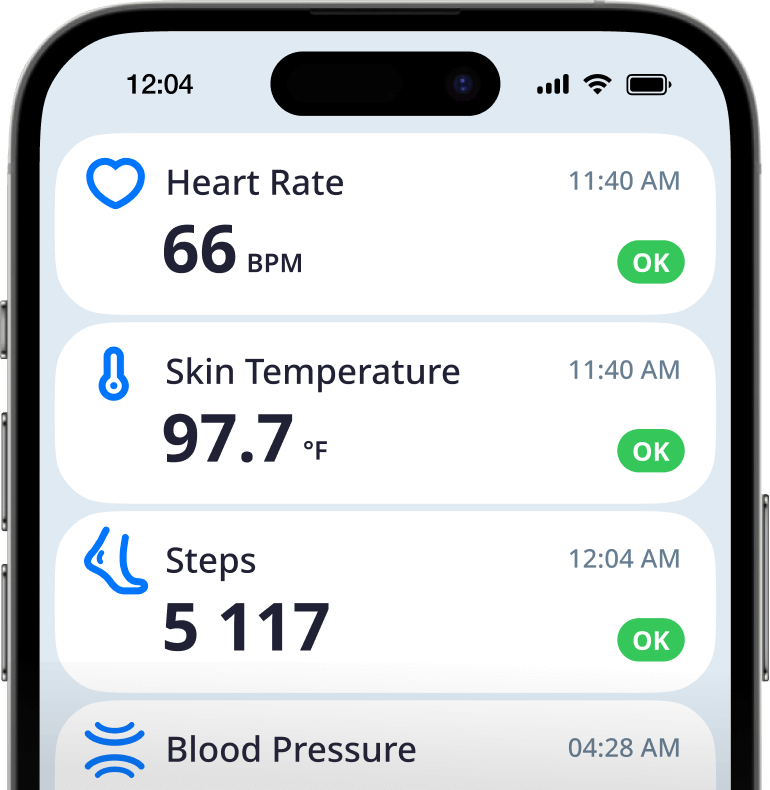 12:04
Heart Rate 11:40 AM
66 BPM OK
Skin Temperature 11:40 AM
97.7 °F OK
Steps 12:04 AM
5 117 OK
Blood Pressure 04:28 AM